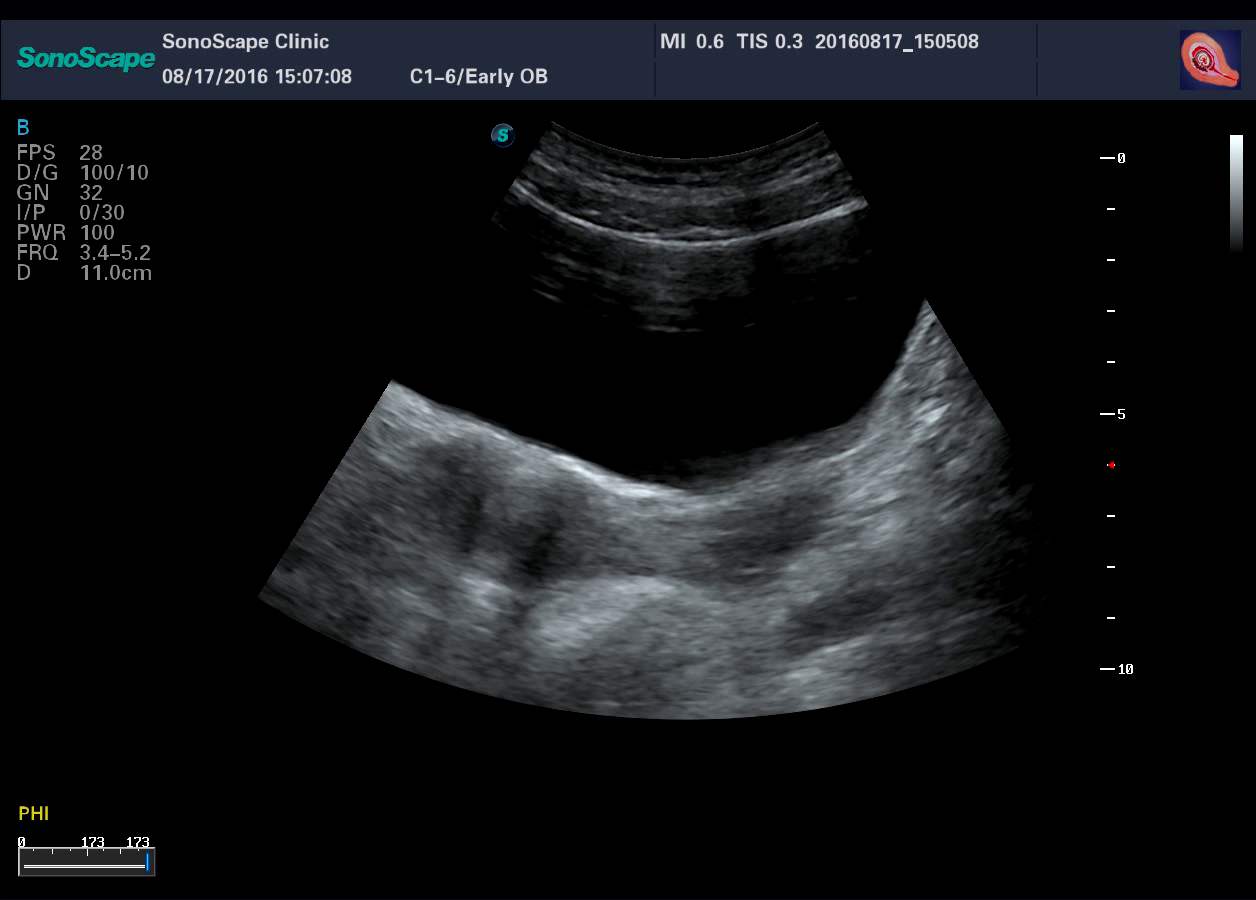 SonoScape
SonoScape Clinic
MI 0.6 TIS 0.3 20160817_150508
08/17/2016 15:07:08 C1-6/Early OB
S
B
FPS 28
D/G 100/10
GN 32
I/P 0/30
PWR 100
FRQ 3.4-5.2
D 11.0cm
0
5
10
PHI
0 173 173